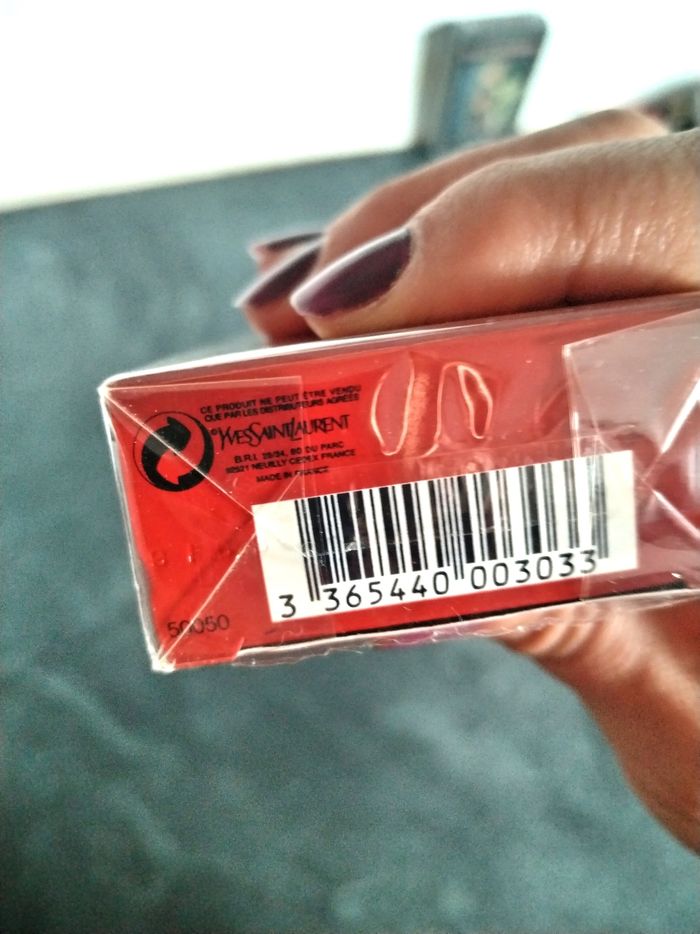 CE PRODUIT NE PEUT ÊTRE VENDU
QUE PAR LES DISTRIBUTEURS AGRÉÉS
©YVESSAINTLAURENT
B.R.I. 28/34, BD DU PARC
92521 NEUILLY CEDEX FRANCE
MADE IN FRANCE
3 365440 003033
50050